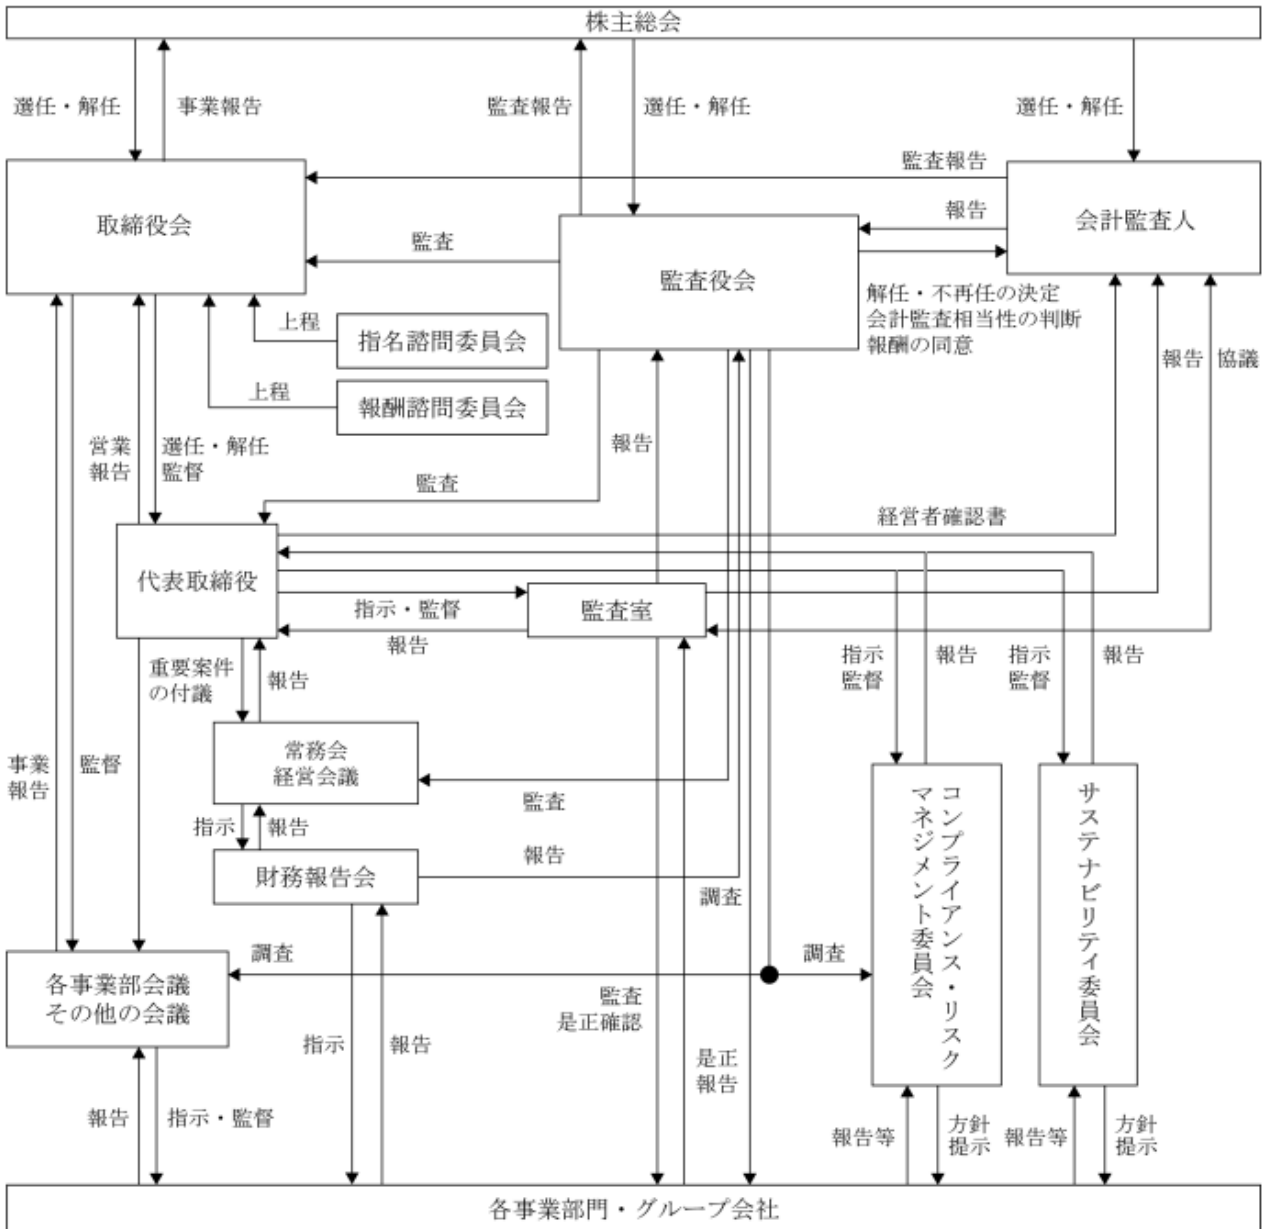 株主総会
選任・解任
事業報告
監査報告
選任・解任
選任・解任
監査報告
取締役会
報告
会計監査人
監査
監査役会
解任・不再任の決定
会計監査相当性の判断
報酬の同意
上程
指名諮問委員会
報告
協議
上程
報酬諮問委員会
営業
報告
選任・解任
監督
報告
監査
経営者確認書
代表取締役
指示・監督
監査室
報告
重要案件
の付議
報告
指示
監督
報告
指示
監督
報告
常務会
経営会議
事業
報告
監督
監査
指示
報告
報告
財務報告会
調査
コンプライアンス・リスク
マネジメント委員会
サステナビリティ委員会
調査
調査
各事業部会議
その他の会議
監査
是正確認
指示
報告
是正
報告
報告
指示・監督
報告等
方針
提示
報告等
方針
提示
各事業部門・グループ会社